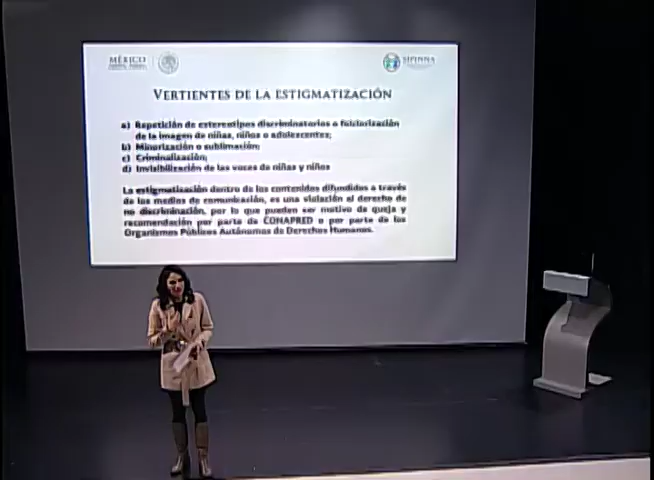 MÉXICO
SIPINNA
VERTIENTES DE LA ESTIGMATIZACIÓN
a) Repetición de estereotipos discriminatorios o folclorización
de la imagen de niñas, niños o adolescentes;
b) Minorización o sublimación;
c) Criminalización;
d) Invisibilización de las voces de niñas y niños
La estigmatización dentro de los contenidos difundidos a través
de los medios de comunicación, es una violación al derecho de
no discriminación, por lo que pueden ser motivo de queja y
recomendación por parte de CONAPRED o por parte de los
Organismos Públicos Autónomos de Derechos Humanos.